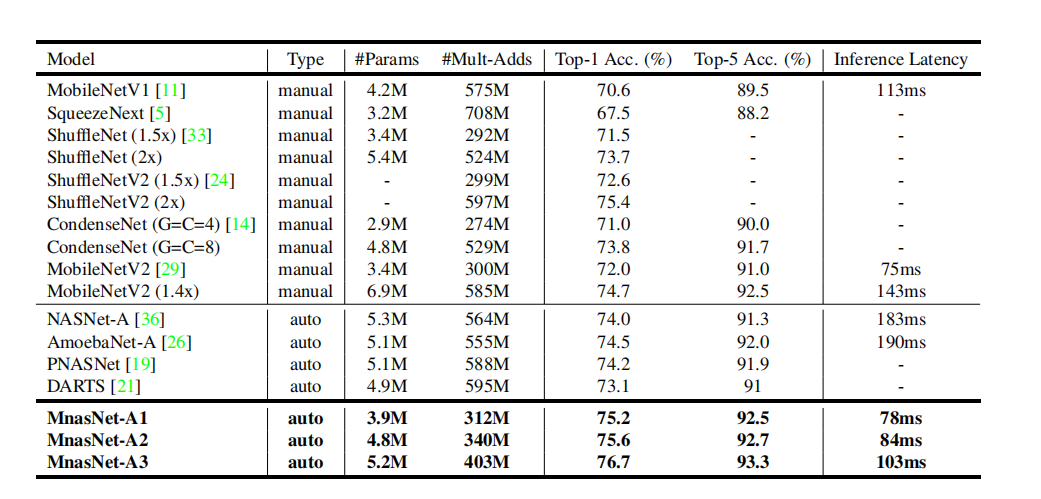 Model Type #Params #Mult-Adds Top-1 Acc. (%) Top-5 Acc. (%) Inference Latency
MobileNetV1 [11] manual 4.2M 575M 70.6 89.5 113ms
SqueezeNext [5] manual 3.2M 708M 67.5 88.2 -
ShuffleNet (1.5x) [33] manual 3.4M 292M 71.5 - -
ShuffleNet (2x) manual 5.4M 524M 73.7 - -
ShuffleNetV2 (1.5x) [24] manual - 299M 72.6 - -
ShuffleNetV2 (2x) manual - 597M 75.4 - -
CondenseNet (G=C=4) [14] manual 2.9M 274M 71.0 90.0 -
CondenseNet (G=C=8) manual 4.8M 529M 73.8 91.7 -
MobileNetV2 [29] manual 3.4M 300M 72.0 91.0 75ms
MobileNetV2 (1.4x) manual 6.9M 585M 74.7 92.5 143ms
NASNet-A [36] auto 5.3M 564M 74.0 91.3 183ms
AmoebaNet-A [26] auto 5.1M 555M 74.5 92.0 190ms
PNASNet [19] auto 5.1M 588M 74.2 91.9 -
DARTS [21] auto 4.9M 595M 73.1 91 -
MnasNet-A1 auto 3.9M 312M 75.2 92.5 78ms
MnasNet-A2 auto 4.8M 340M 75.6 92.7 84ms
MnasNet-A3 auto 5.2M 403M 76.7 93.3 103ms